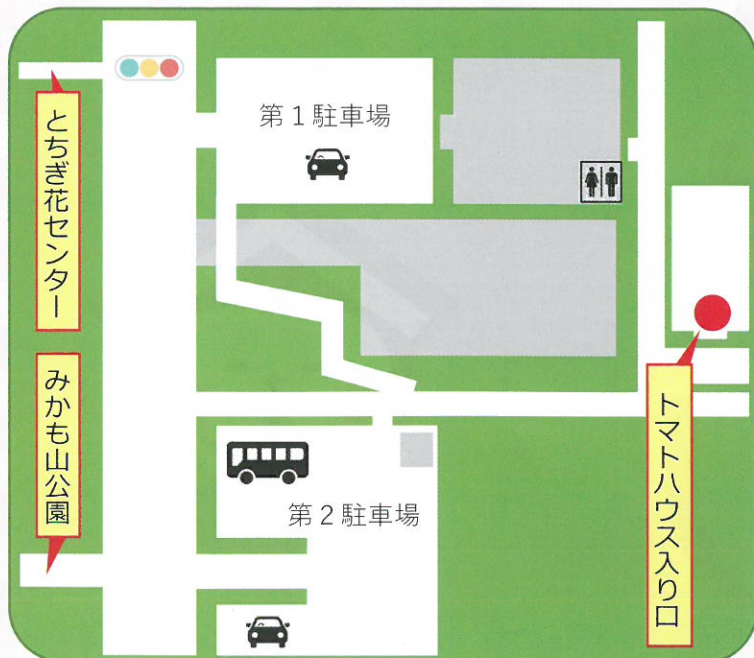 とちぎ花センター
第１駐車場
みかも山公園
第２駐車場
トマトハウス入り口